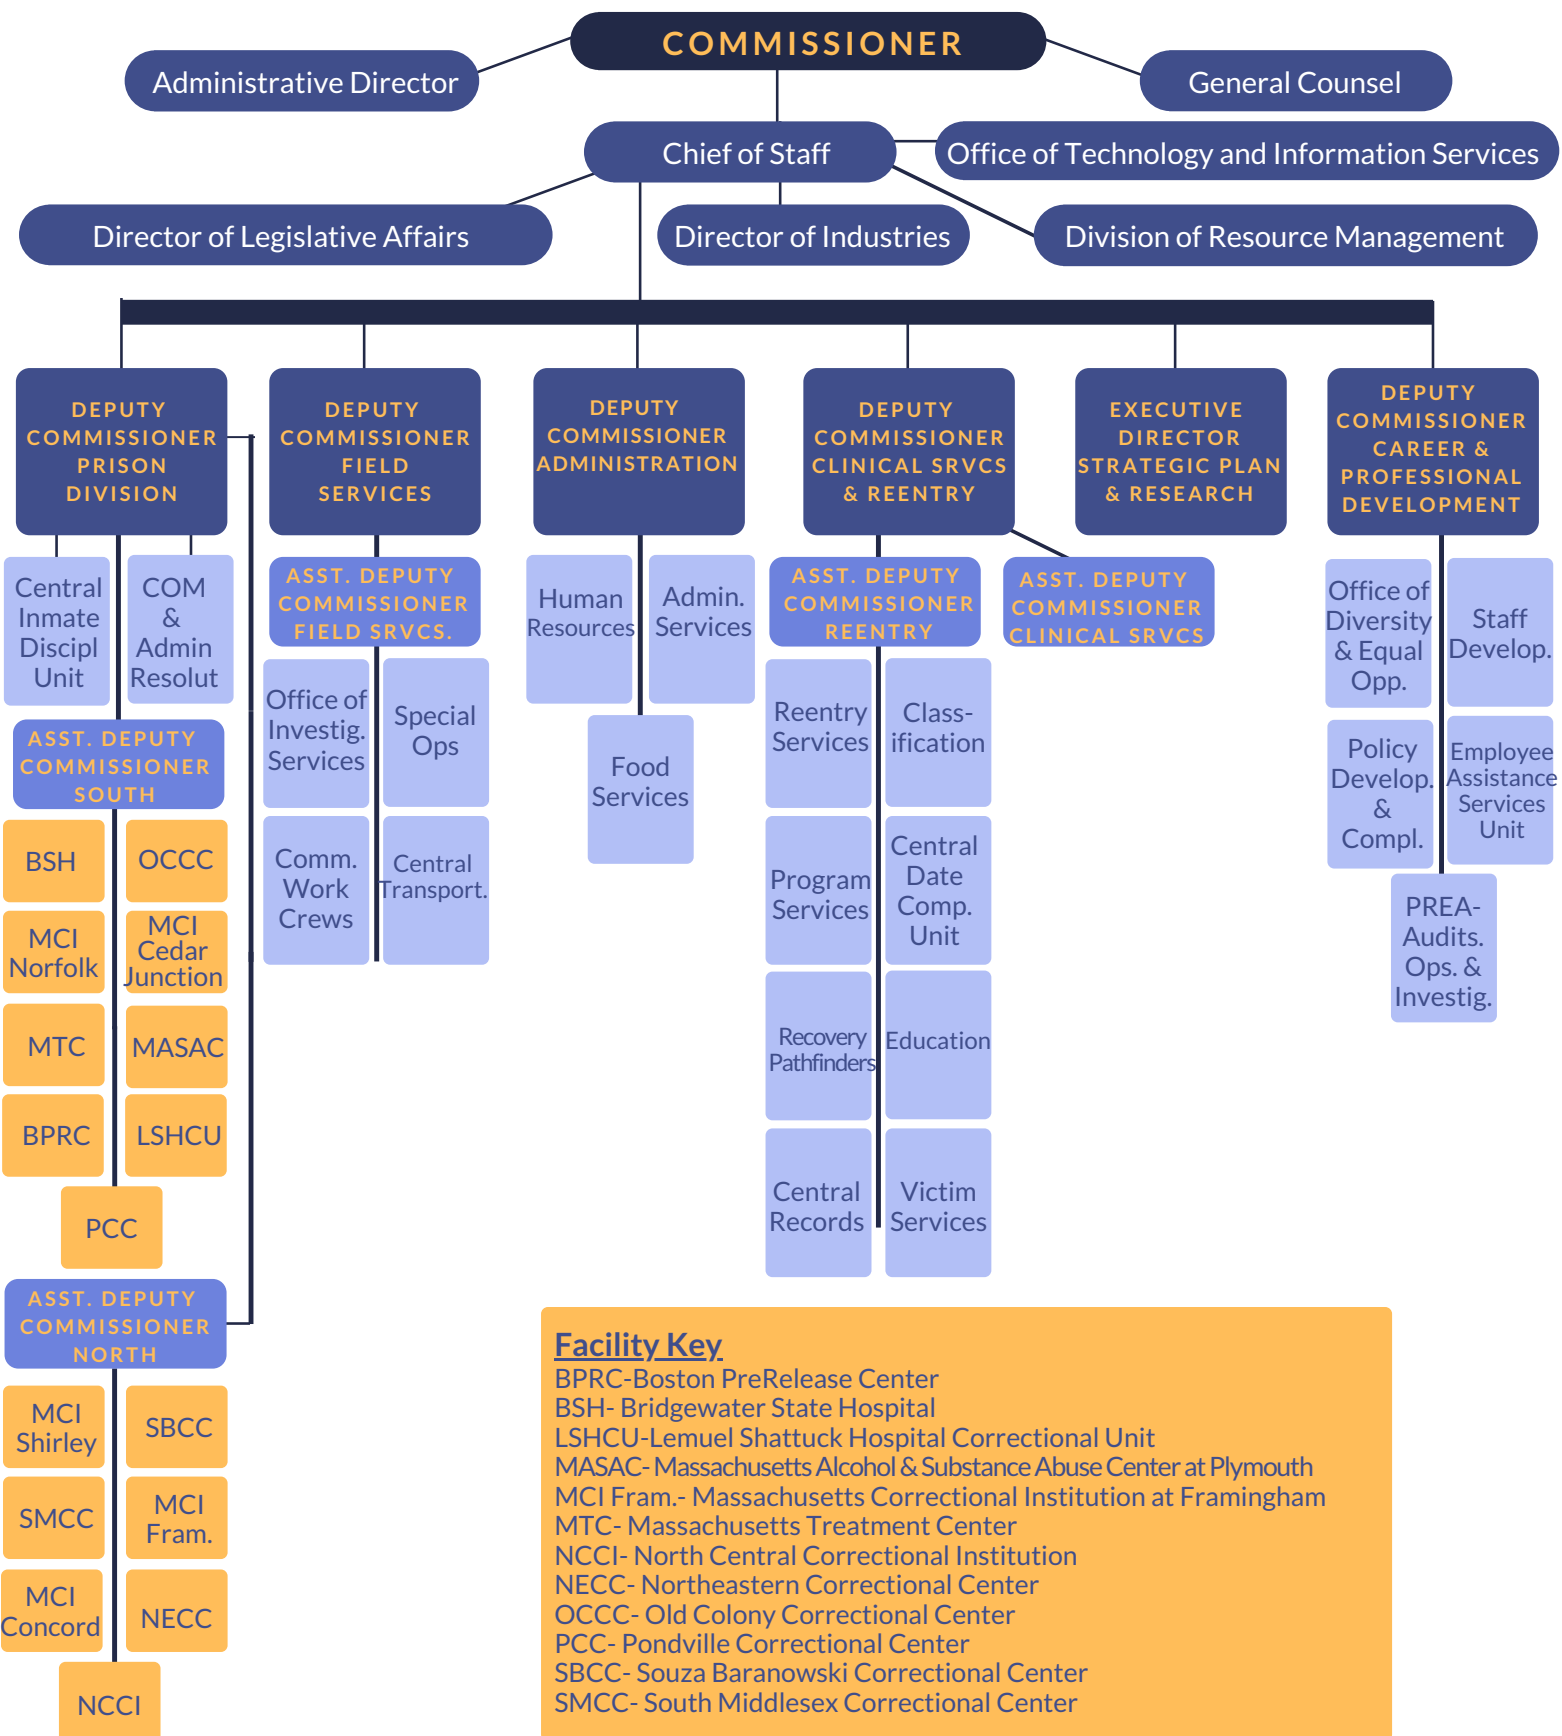 COMMISSIONER
Administrative Director
General Counsel
Chief of Staff
Office of Technology and Information Services
Director of Legislative Affairs
Director of Industries
Division of Resource Management
DEPUTY
COMMISSIONER
PRISON
DIVISION
DEPUTY
COMMISSIONER
FIELD
SERVICES
DEPUTY
COMMISSIONER
ADMINISTRATION
DEPUTY
COMMISSIONER
CLINICAL SRVCS
& REENTRY
EXECUTIVE
DIRECTOR
STRATEGIC PLAN
& RESEARCH
DEPUTY
COMMISSIONER
CAREER &
PROFESSIONAL
DEVELOPMENT
Central
Inmate
Discipl
Unit
COM
&
Admin
Resolut
ASST. DEPUTY
COMMISSIONER
SOUTH
BSH
OCCC
MCI
Norfolk
MCI
Cedar
Junction
MTC
MASAC
BPRC
LSHCU
PCC
ASST. DEPUTY
COMMISSIONER
NORTH
MCI
Shirley
SBCC
SMCC
MCI
Fram.
MCI
Concord
NECC
NCCI
ASST. DEPUTY
COMMISSIONER
FIELD SRVCS.
Office of
Investig.
Services
Special
Ops
Comm.
Work
Crews
Central
Transport.
Human
Resources
Admin.
Services
Food
Services
ASST. DEPUTY
COMMISSIONER
REENTRY
ASST. DEPUTY
COMMISSIONER
CLINICAL SRVCS
Reentry
Services
Class-
ification
Program
Services
Central
Date
Comp.
Unit
Recovery
Pathfinders
Education
Central
Records
Victim
Services
Office of
Diversity
& Equal
Opp.
Staff
Develop.
Policy
Develop.
&
Compl.
Employee
Assistance
Services
Unit
PREA-
Audits.
Ops. &
Investig.
Facility Key
BPRC-Boston PreRelease Center
BSH- Bridgewater State Hospital
LSHCU-Lemuel Shattuck Hospital Correctional Unit
MASAC- Massachusetts Alcohol & Substance Abuse Center at Plymouth
MCI Fram.- Massachusetts Correctional Institution at Framingham
MTC- Massachusetts Treatment Center
NCCI- North Central Correctional Institution
NECC- Northeastern Correctional Center
OCCC- Old Colony Correctional Center
PCC- Pondville Correctional Center
SBCC- Souza Baranowski Correctional Center
SMCC- South Middlesex Correctional Center